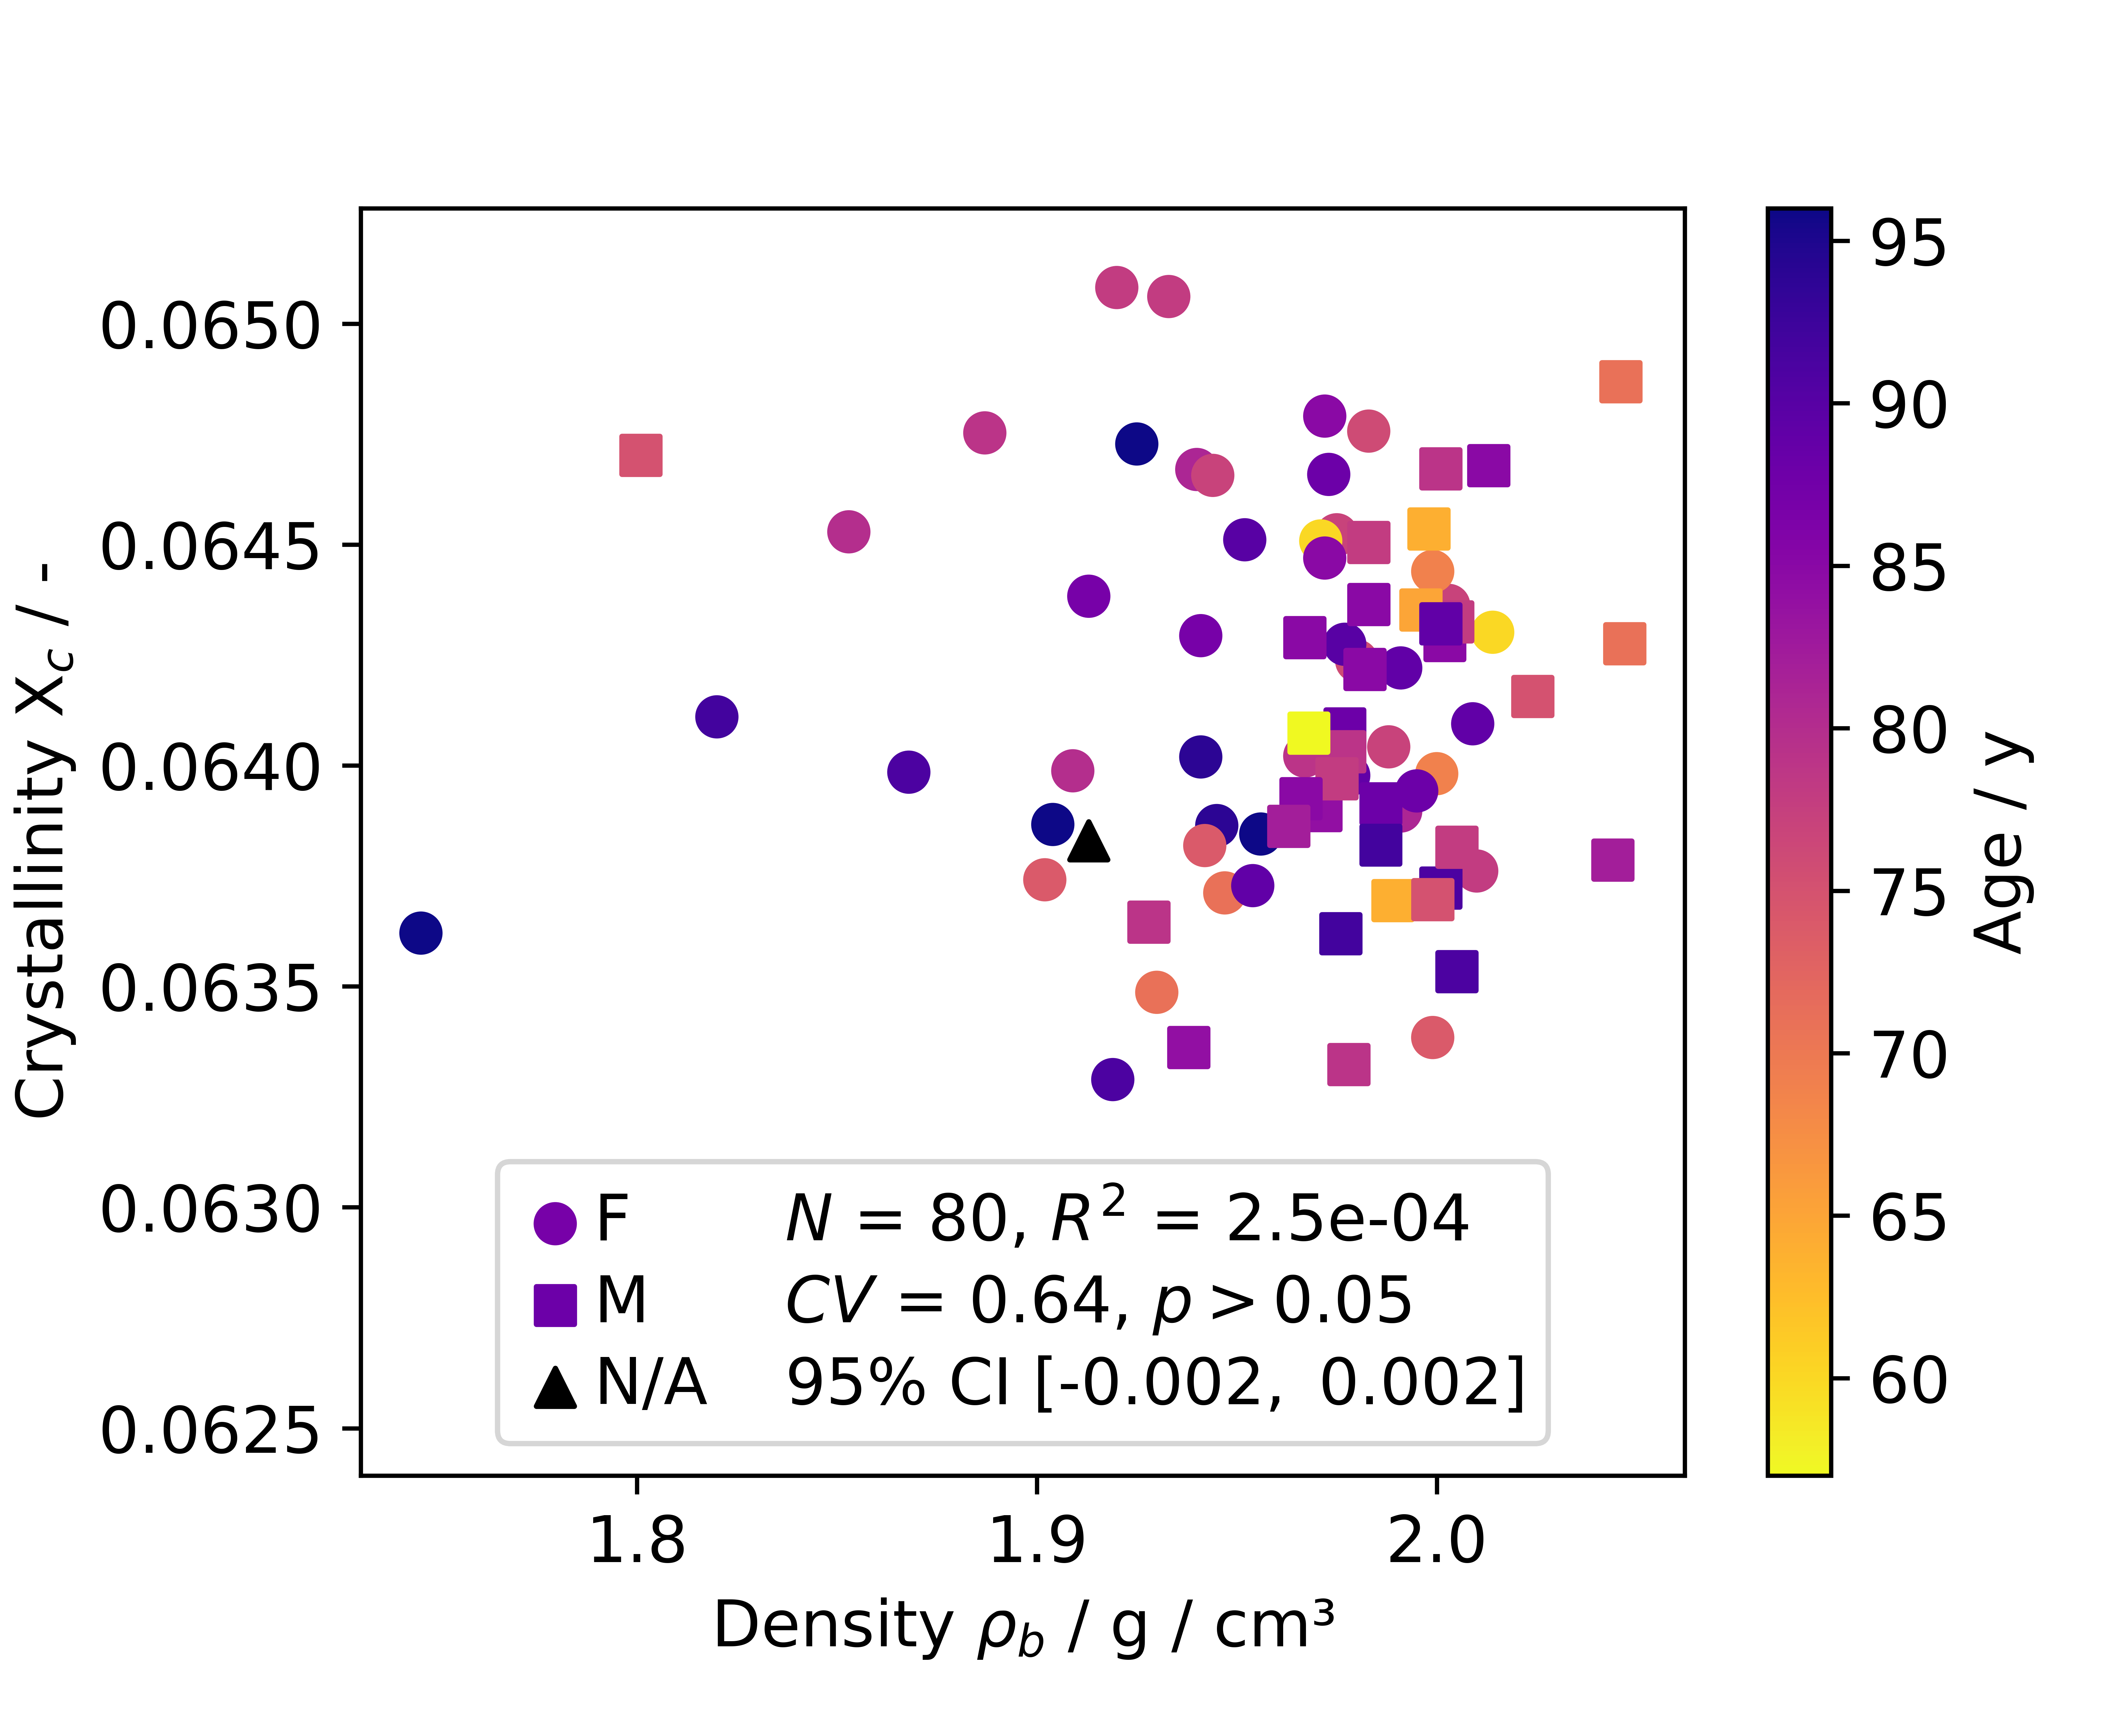 Crystallinity Xc / -
0.0650
0.0645
0.0640
0.0635
0.0630
0.0625
F N = 80, R² = 2.5e-04
M CV = 0.64, p > 0.05
N/A 95% CI [-0.002, 0.002]
1.8 1.9 2.0
Density ρb / g / cm³
95
90
85
80
75
70
65
60
Age / y